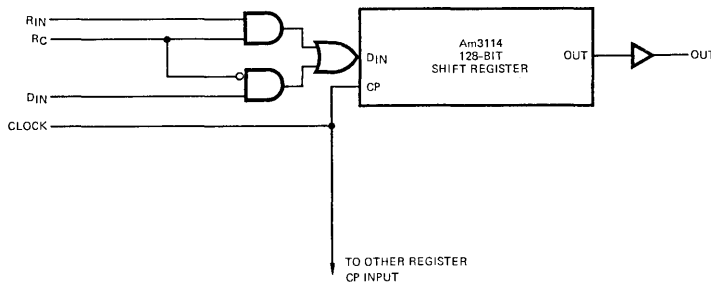 RIN
RC
DIN
CLOCK
DIN
CP
Am3114
128-BIT
SHIFT REGISTER
OUT
OUT
TO OTHER REGISTER
CP INPUT